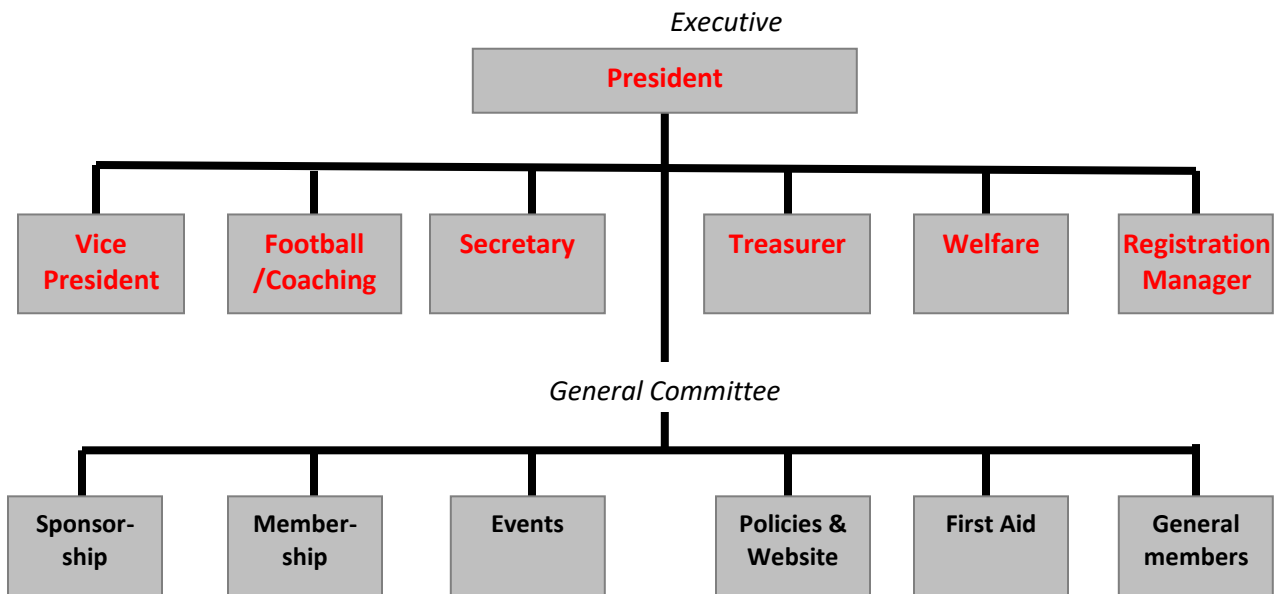 Executive
President
Vice
President
Football
/Coaching
Secretary
Treasurer
Welfare
Registration
Manager
General Committee
Sponsor-
ship
Member-
ship
Events
Policies &
Website
First Aid
General
members